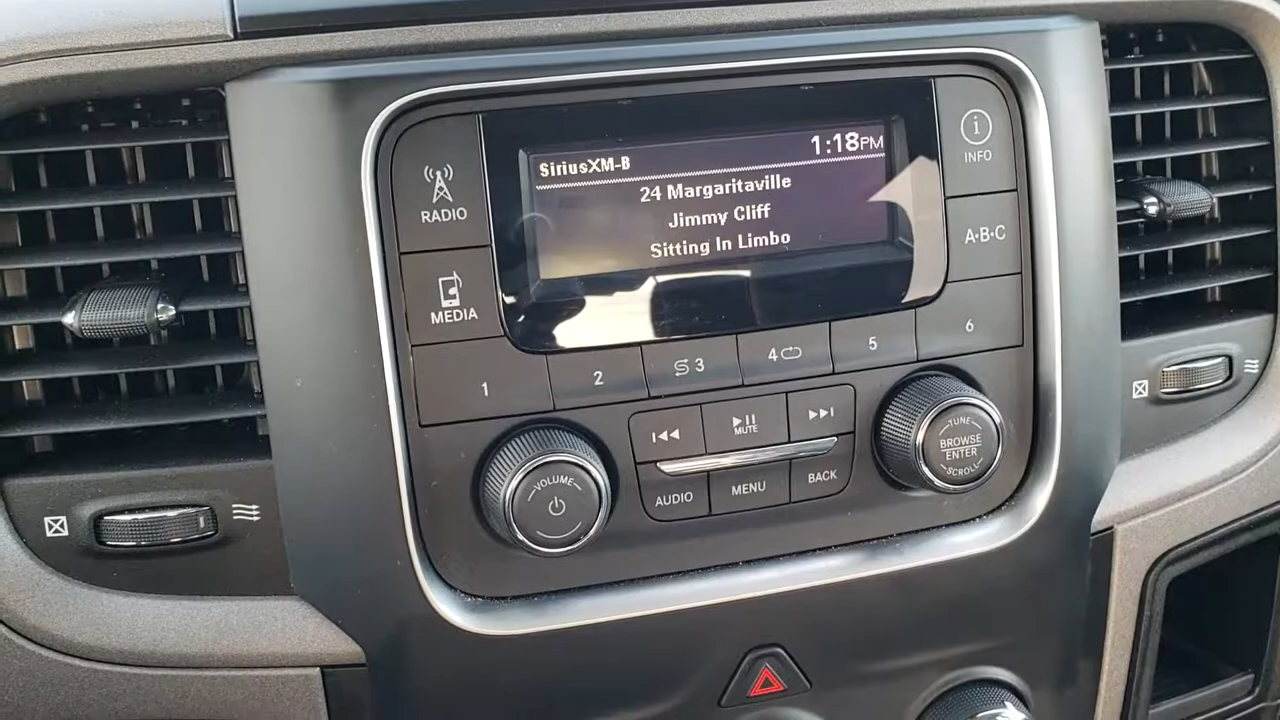 SiriusXM-B
1:18PM
24 Margaritaville
Jimmy Cliff
Sitting In Limbo
RADIO
MEDIA
i
INFO
A•B•C
1
2
3
4
5
6
MUTE
AUDIO
MENU
BACK
VOLUME
TUNE
BROWSE
ENTER
SCROLL